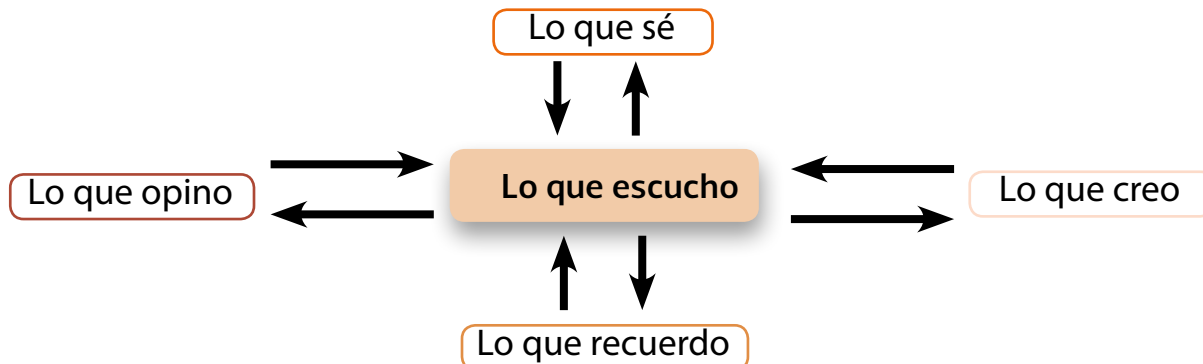 Lo que sé
Lo que escucho
Lo que opino
Lo que creo
Lo que recuerdo